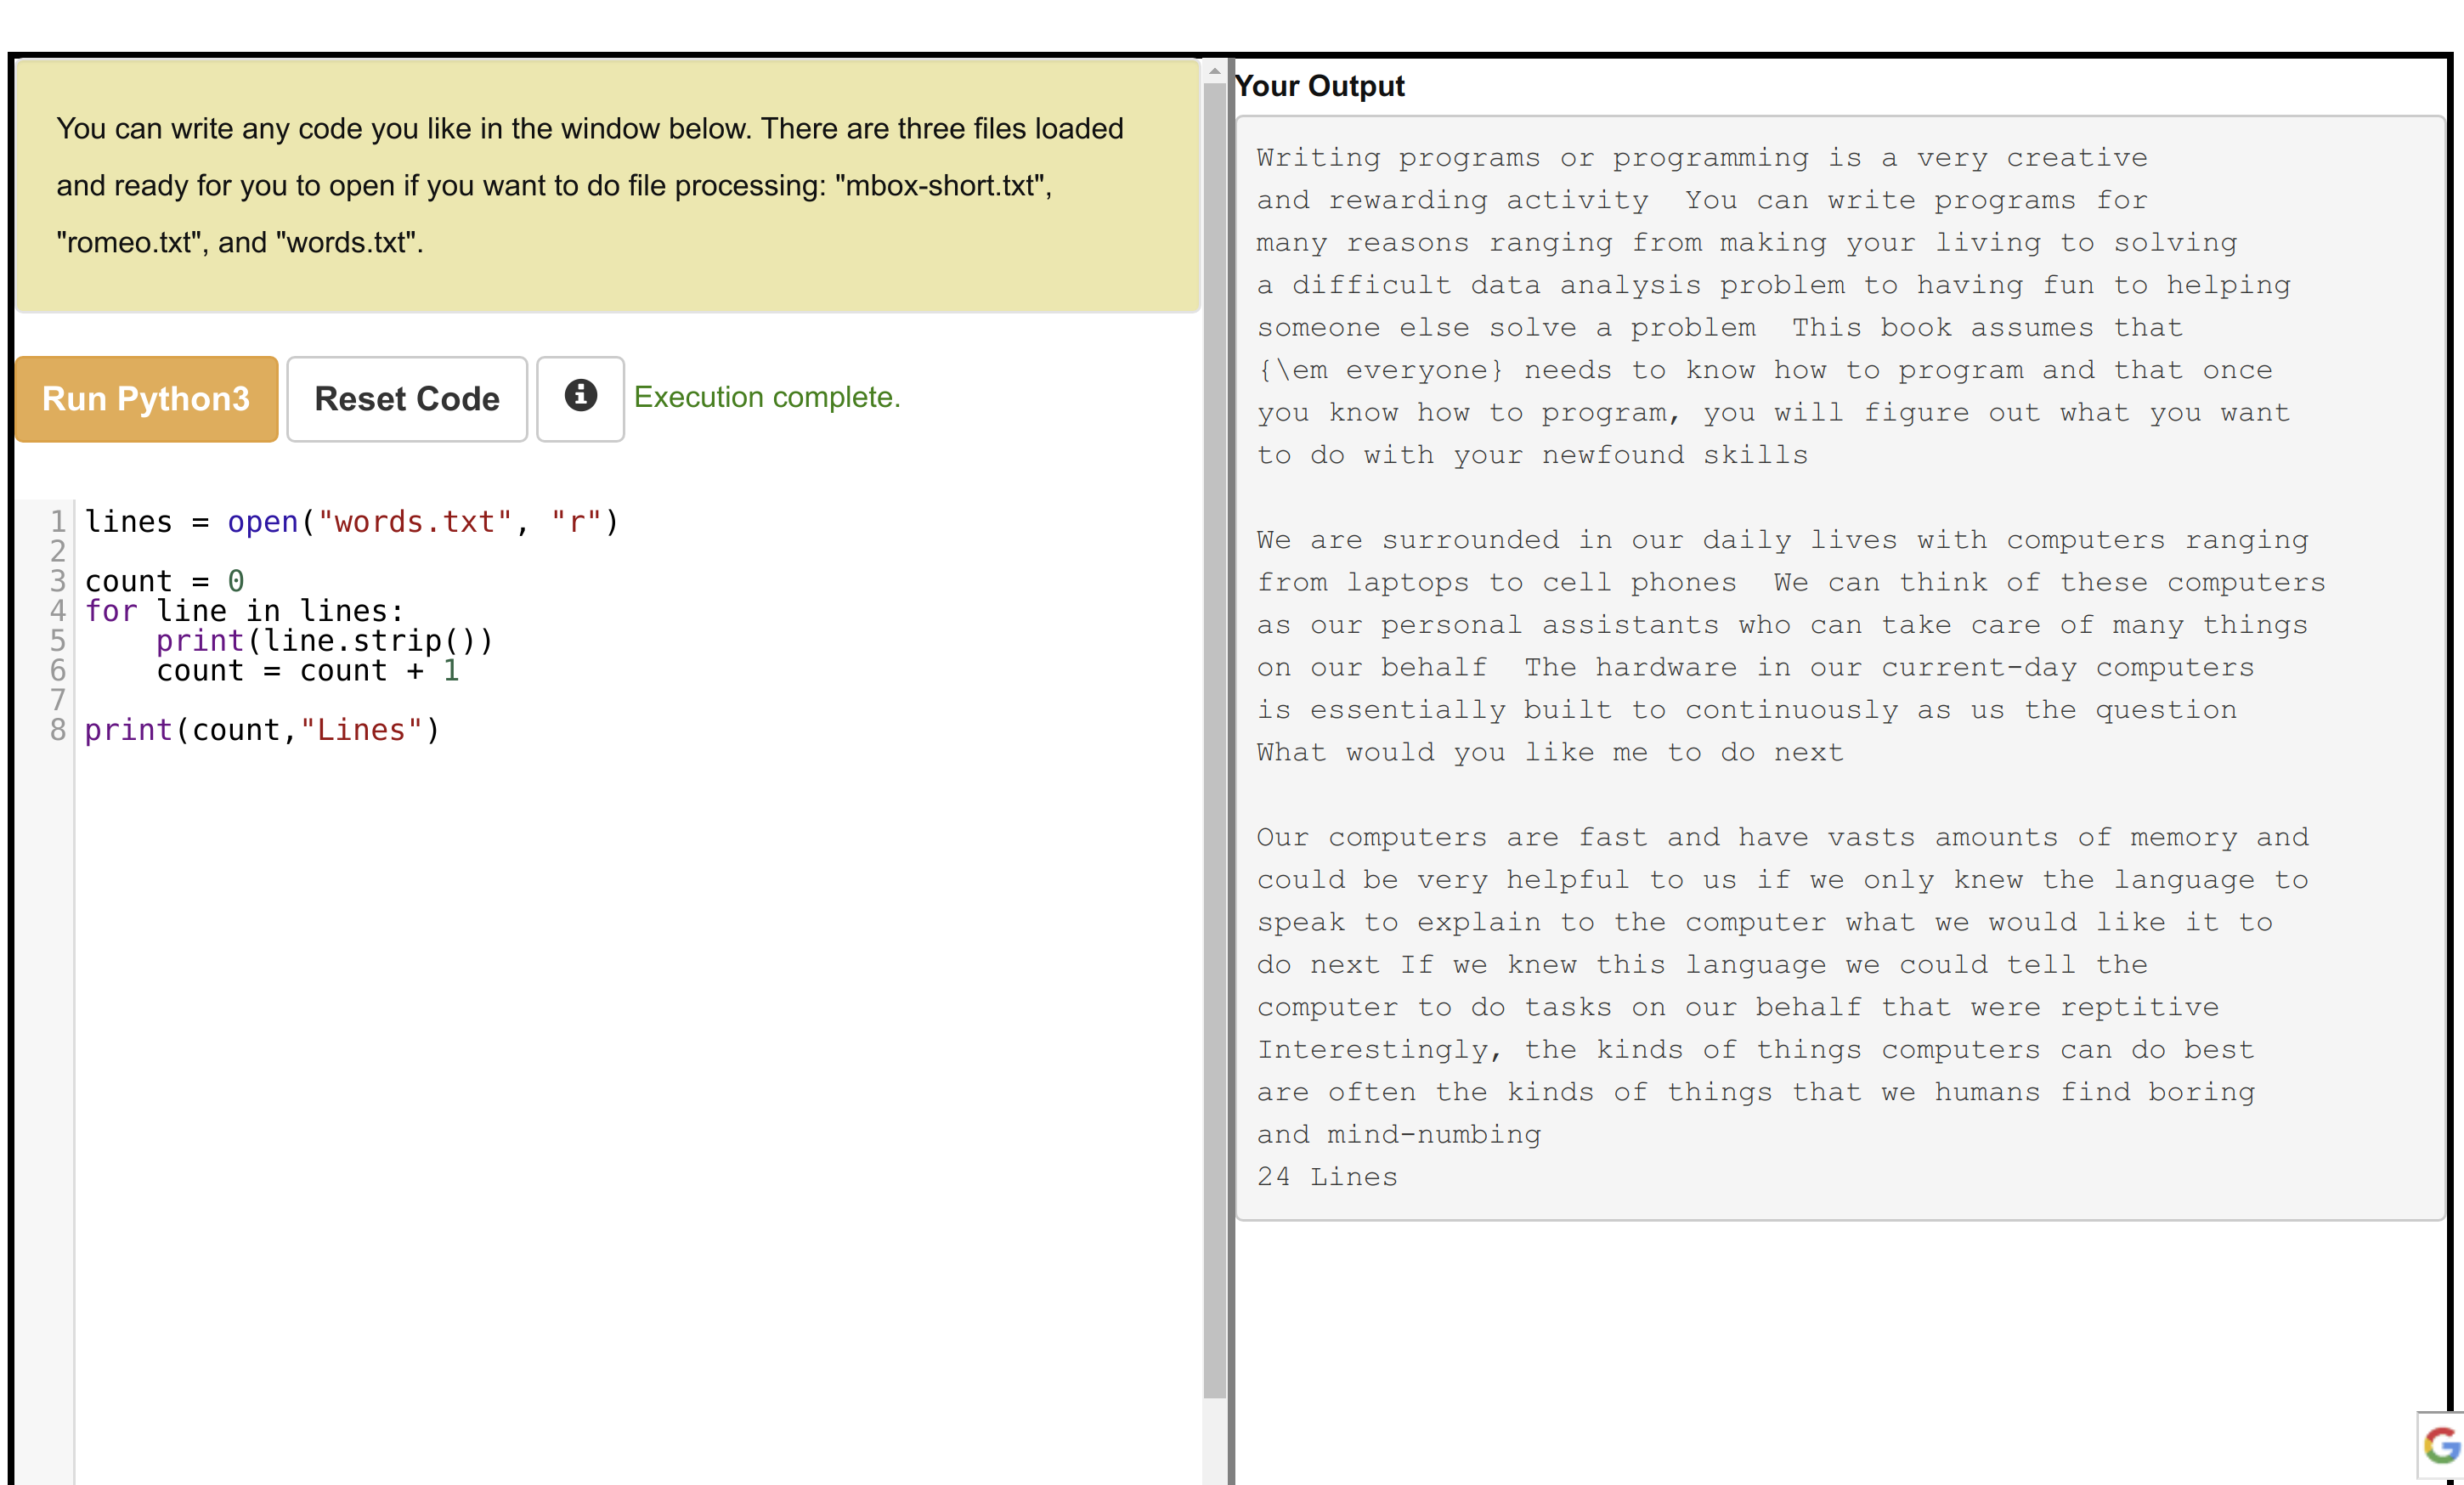 You can write any code you like in the window below. There are three files loaded
and ready for you to open if you want to do file processing: "mbox-short.txt",
"romeo.txt", and "words.txt".
Run Python3 Reset Code Execution complete.
1 lines = open("words.txt", "r")
2
3 count = 0
4 for line in lines:
5     print(line.strip())
6     count = count + 1
7
8 print(count,"Lines")
Your Output
Writing programs or programming is a very creative
and rewarding activity  You can write programs for
many reasons ranging from making your living to solving
a difficult data analysis problem to having fun to helping
someone else solve a problem  This book assumes that
{\em everyone} needs to know how to program and that once
you know how to program, you will figure out what you want
to do with your newfound skills

We are surrounded in our daily lives with computers ranging
from laptops to cell phones  We can think of these computers
as our personal assistants who can take care of many things
on our behalf  The hardware in our current-day computers
is essentially built to continuously as us the question
What would you like me to do next

Our computers are fast and have vasts amounts of memory and
could be very helpful to us if we only knew the language to
speak to explain to the computer what we would like it to
do next If we knew this language we could tell the
computer to do tasks on our behalf that were reptitive
Interestingly, the kinds of things computers can do best
are often the kinds of things that we humans find boring
and mind-numbing
24 Lines